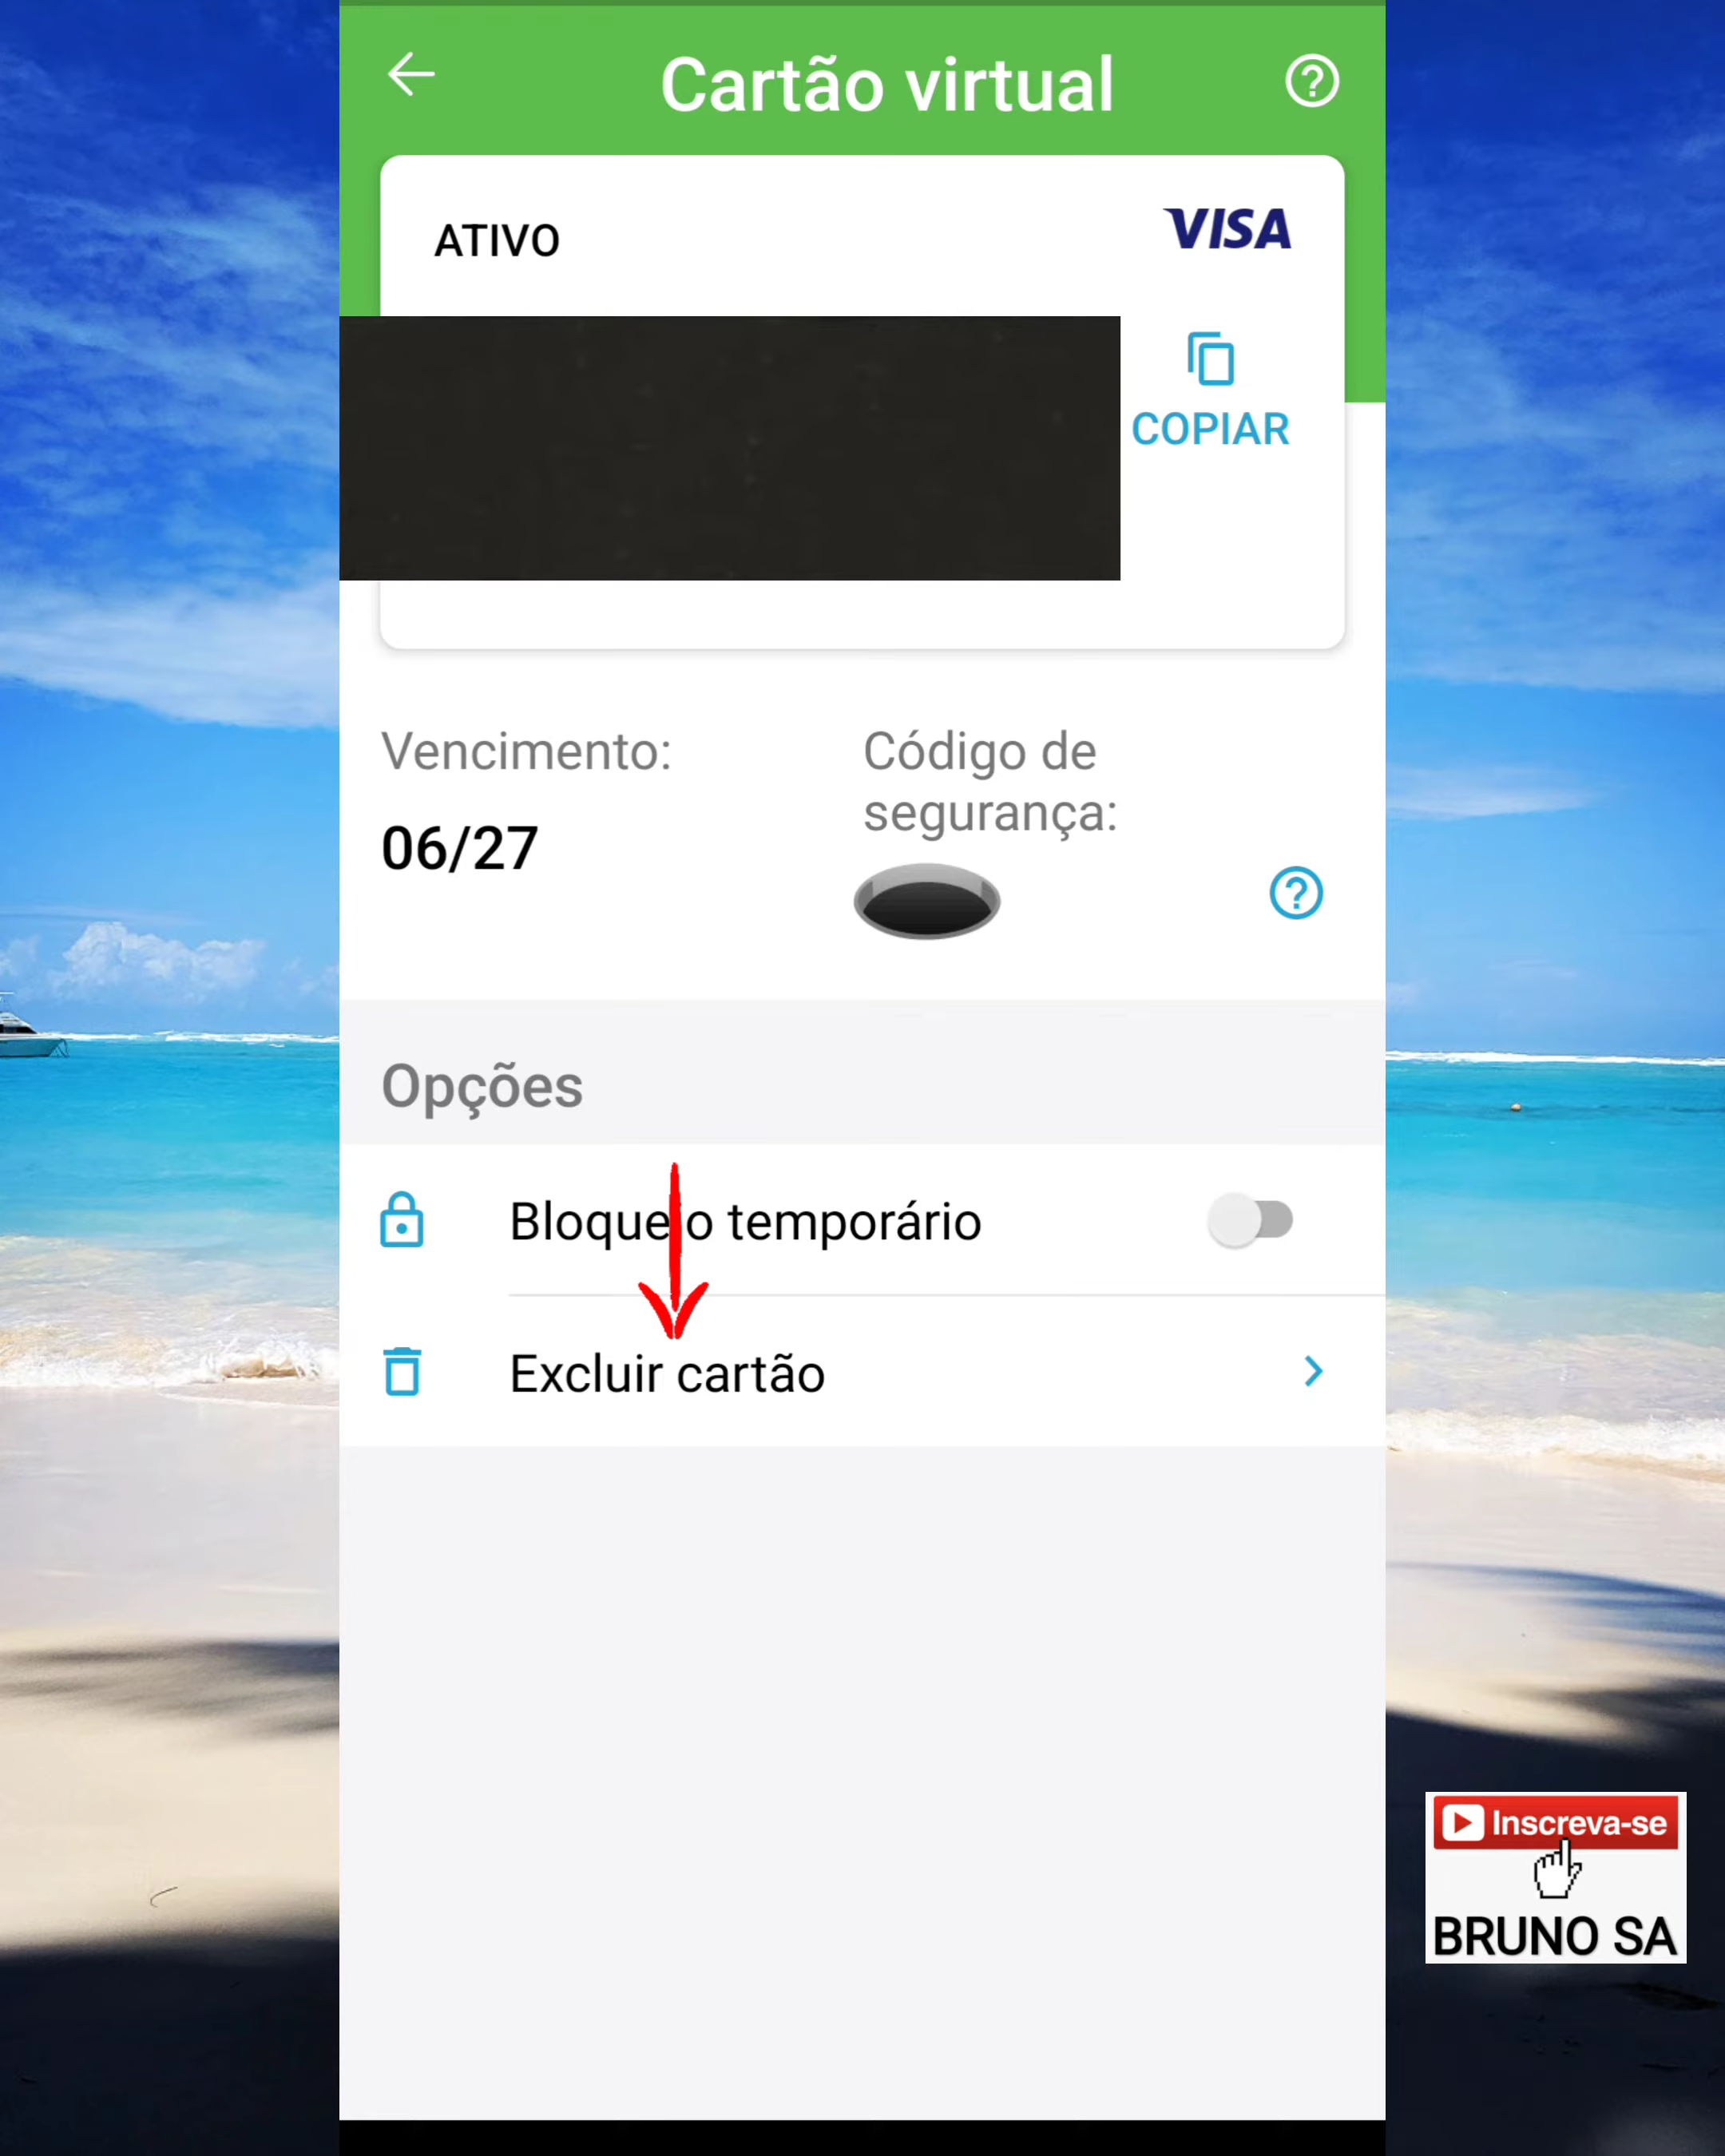 Cartão virtual
ATIVO
VISA
COPIAR
Vencimento:
06/27
Código de
segurança:
Opções
Bloqueio temporário
Excluir cartão
Inscreva-se
BRUNO SA